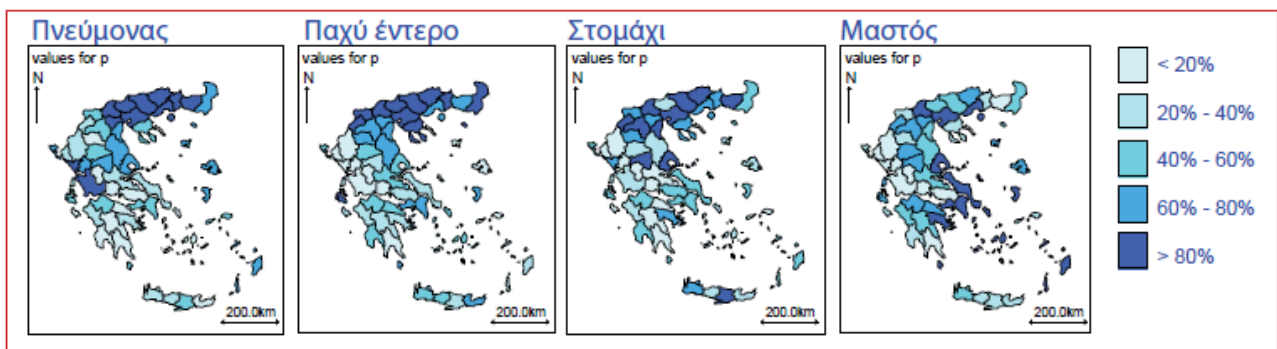 Πνεύμονας
values for p
N
200.0km
Παχύ έντερο
values for p
N
200.0km
Στομάχι
values for p
N
200.0km
Μαστός
values for p
N
200.0km
< 20%
20% - 40%
40% - 60%
60% - 80%
> 80%